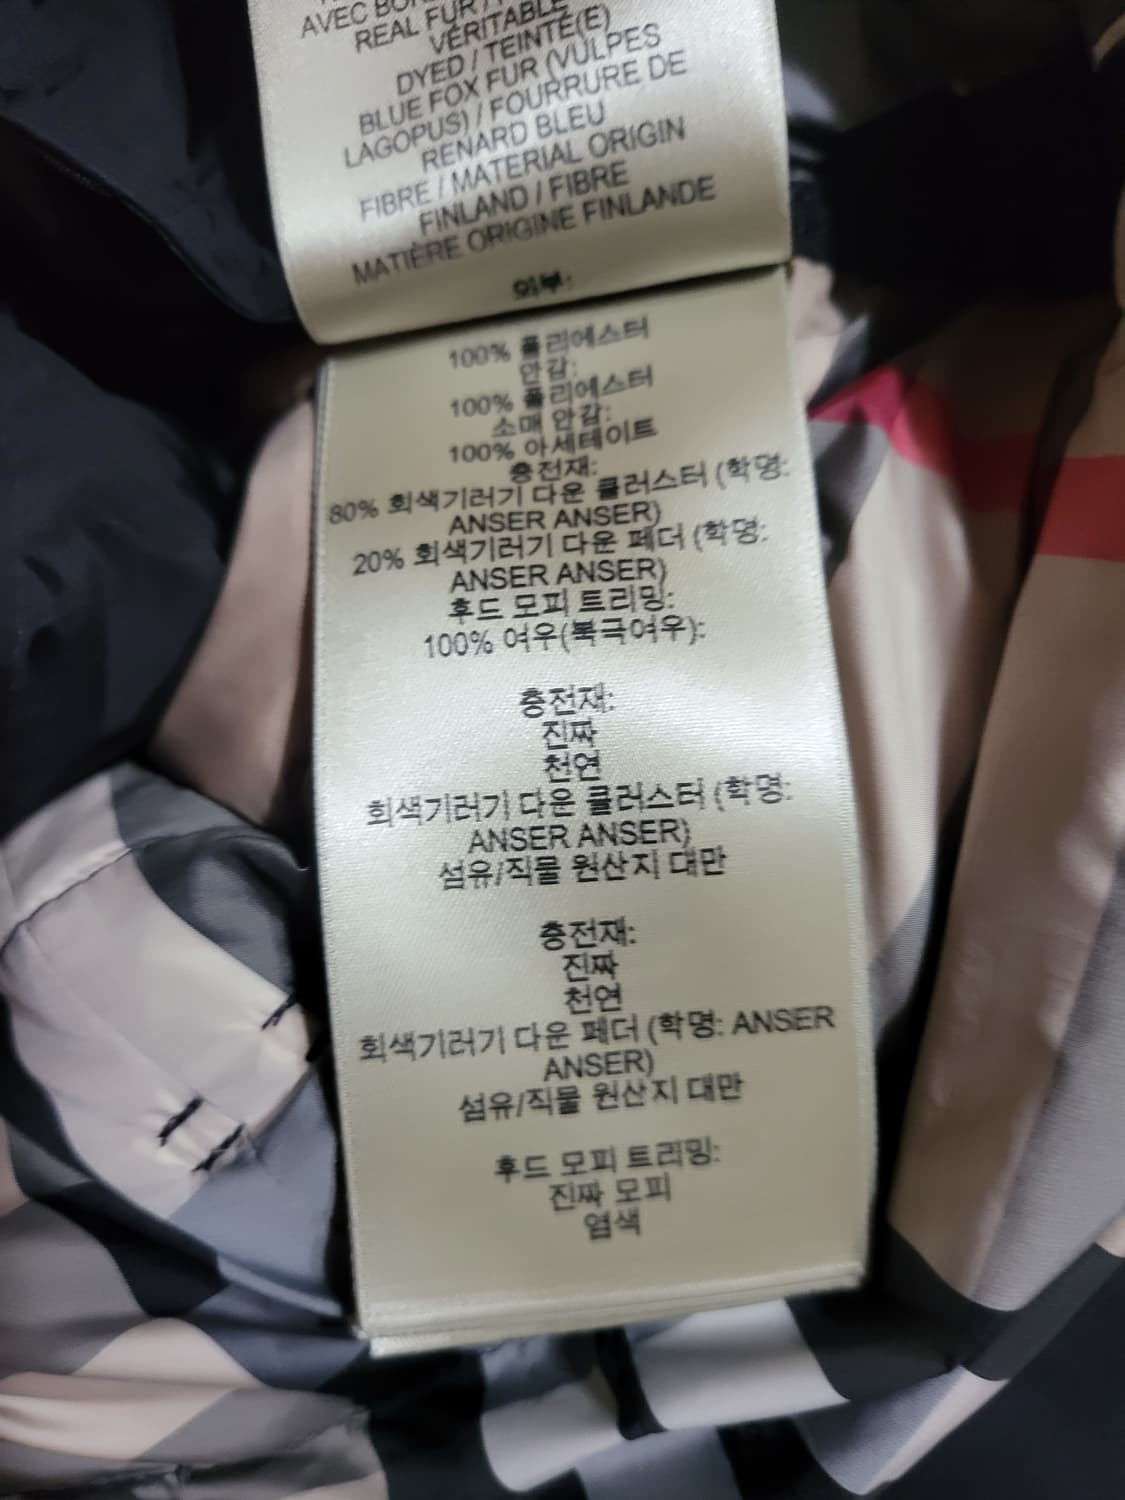 AVEC
REAL FUR /
VÉRITABLE
DYED / TEINTÉ(E)
BLUE FOX FUR (VULPES
LAGOPUS) / FOURRURE DE
RENARD BLEU
FIBRE / MATERIAL ORIGIN
FINLAND / FIBRE
MATIÈRE ORIGINE FINLANDE
외부:
100% 폴리에스터
안감:
100% 폴리에스터
소매 안감:
100% 아세테이트
충전재:
80% 회색기러기 다운 클러스터 (학명:
ANSER ANSER)
20% 회색기러기 다운 페더 (학명:
ANSER ANSER)
후드 모피 트리밍:
100% 여우(북극여우):
충전재:
진짜
천연
회색기러기 다운 클러스터 (학명:
ANSER ANSER)
섬유/직물 원산지 대만
충전재:
진짜
천연
회색기러기 다운 페더 (학명: ANSER
ANSER)
섬유/직물 원산지 대만
후드 모피 트리밍:
진짜 모피
염색